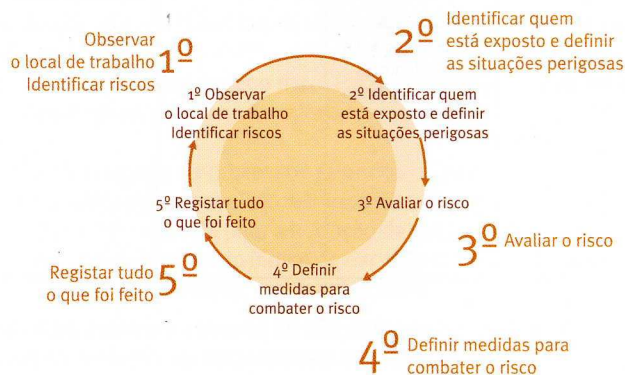 Observar
o local de trabalho
Identificar riscos
1º
2º
Identificar quem
está exposto e definir
as situações perigosas
1º Observar
o local de trabalho
Identificar riscos
2º Identificar quem
está exposto e definir
as situações perigosas
5º Registar tudo
o que foi feito
3º Avaliar o risco
3º Avaliar o risco
4º Definir
medidas para
combater o risco
Registar tudo
o que foi feito
5º
4º
Definir medidas para
combater o risco